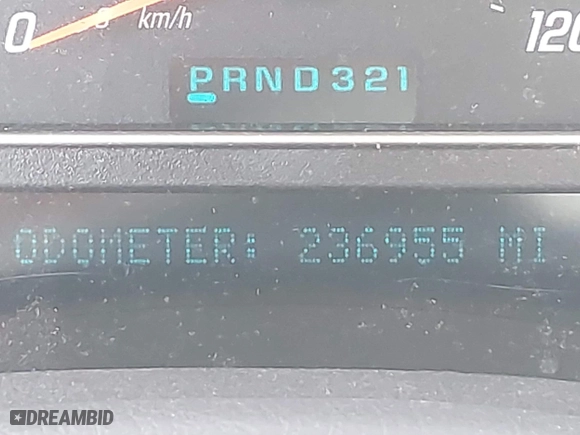 0 km/h 120
PRND321
ODOMETER: 236955 MI
DREAMBID